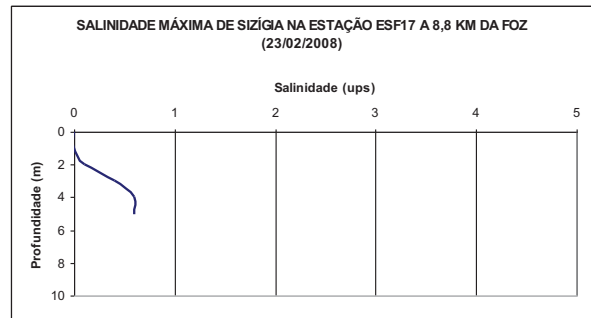 SALINIDADE MÁXIMA DE SIZÍGIA NA ESTAÇÃO ESF17 A 8,8 KM DA FOZ
(23/02/2008)
Salinidade (ups)
0 1 2 3 4 5
0
2
4
6
8
10
Profundidade (m)